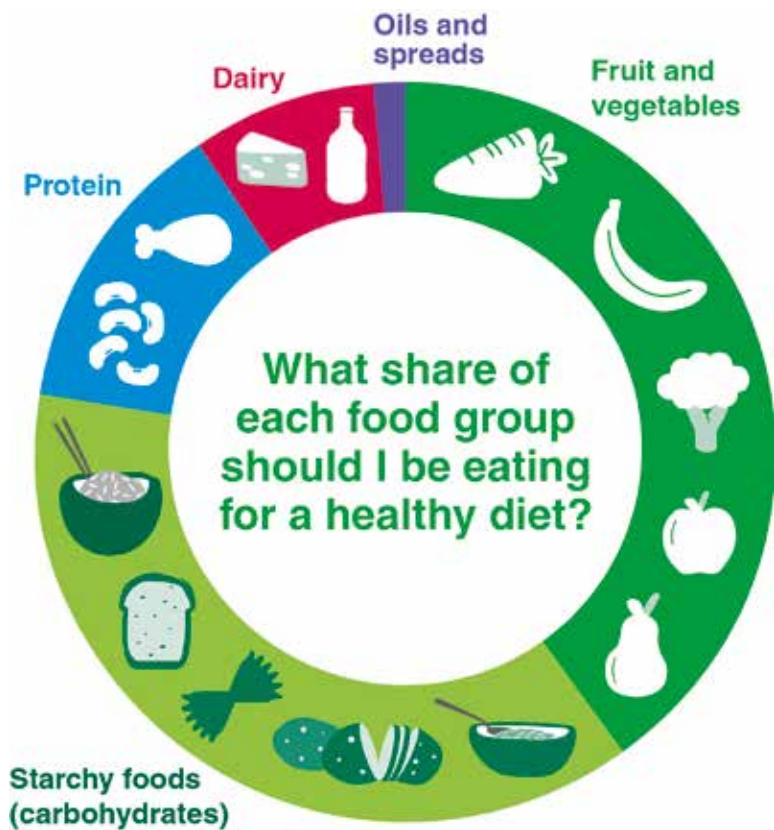 Oils and
spreads
Dairy
Fruit and
vegetables
Protein
What share of
each food group
should I be eating
for a healthy diet?
Starchy foods
(carbohydrates)